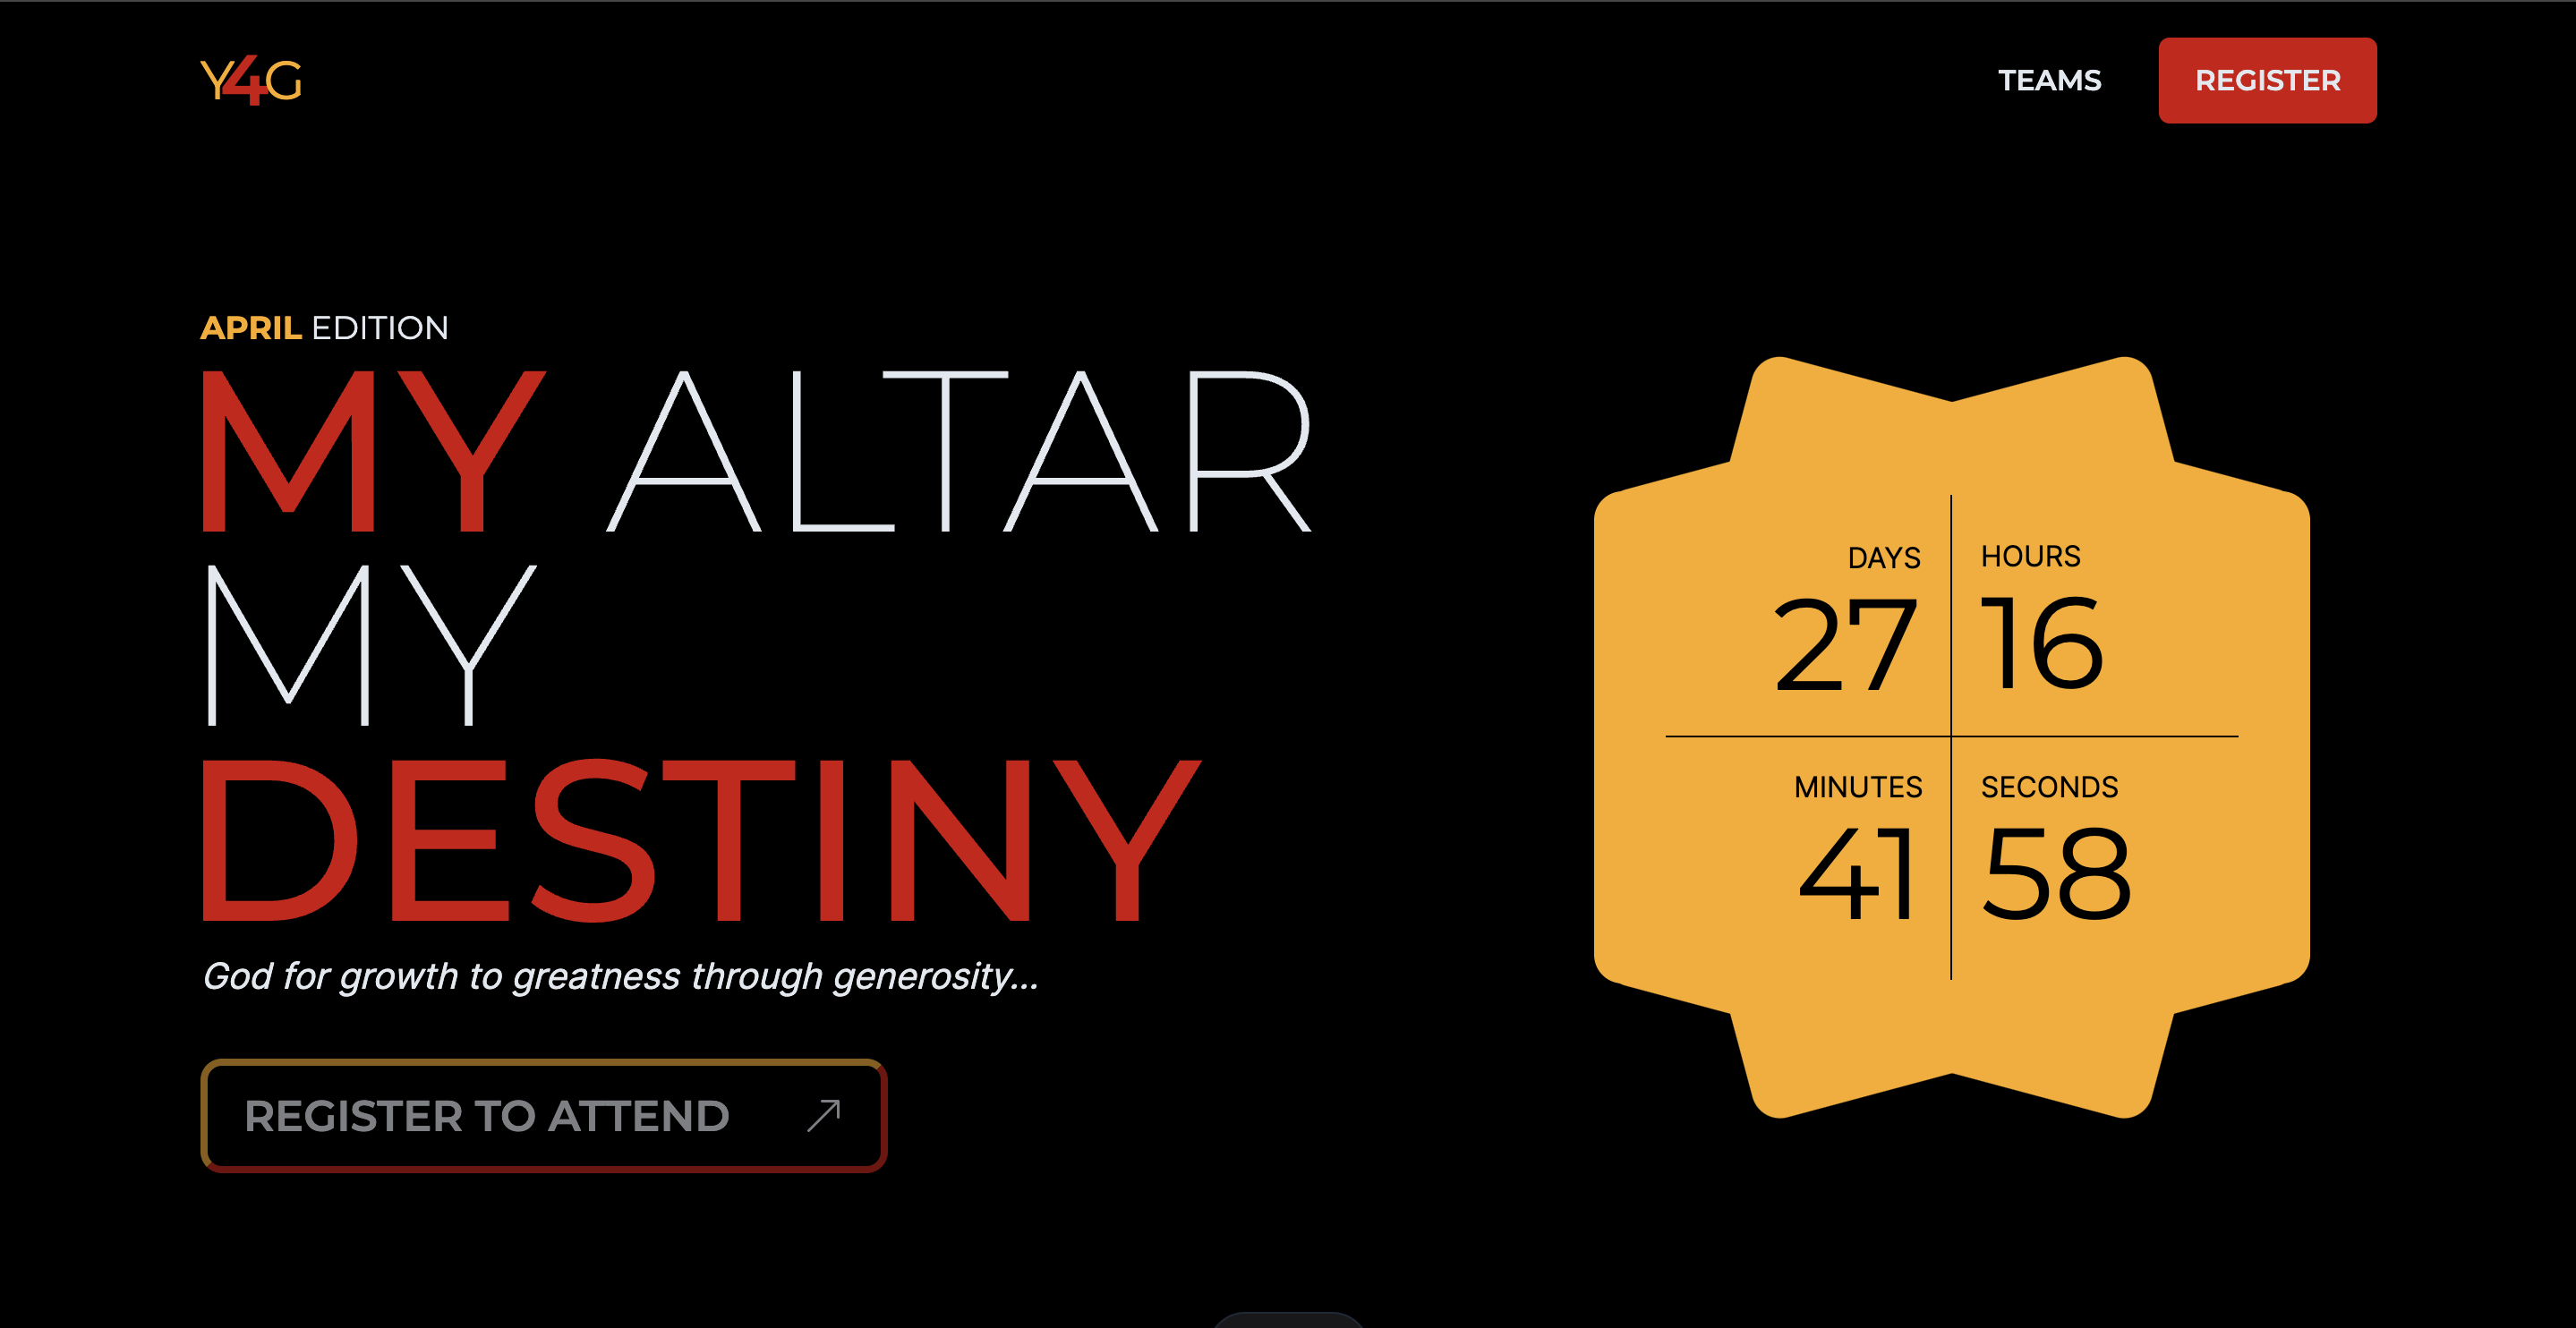 Y4G
TEAMS
REGISTER
APRIL EDITION
MY ALTAR
MY
DESTINY
God for growth to greatness through generosity...
REGISTER TO ATTEND
DAYS
27
HOURS
16
MINUTES
41
SECONDS
58